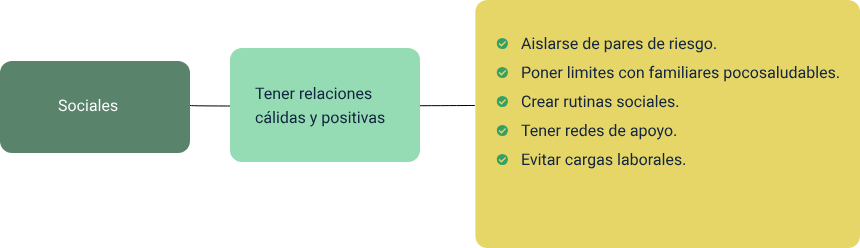 Sociales
Tener relaciones
cálidas y positivas
Aislarse de pares de riesgo.
Poner limites con familiares pocosaludables.
Crear rutinas sociales.
Tener redes de apoyo.
Evitar cargas laborales.